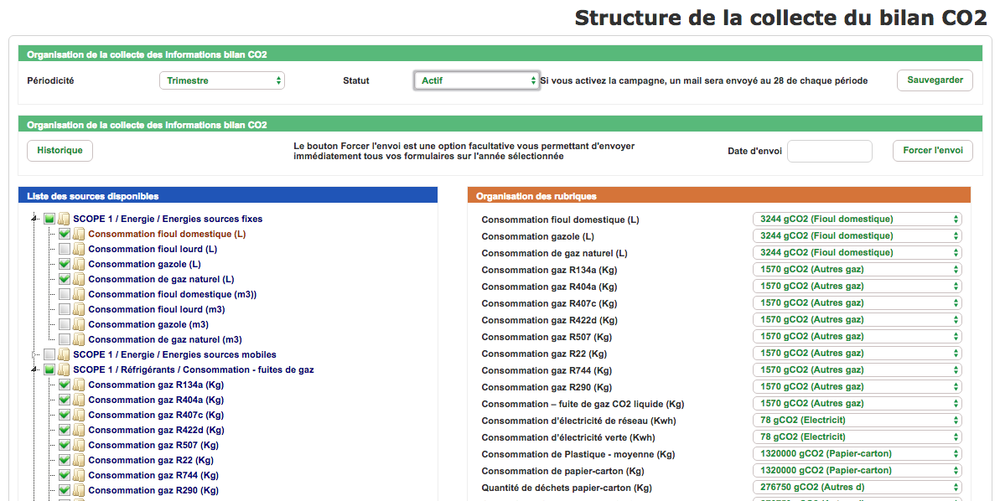 Structure de la collecte du bilan CO2
Organisation de la collecte des informations bilan CO2
Périodicité Trimestre Statut Actif Si vous activez la campagne, un mail sera envoyé au 28 de chaque période Sauvegarder
Organisation de la collecte des informations bilan CO2
Historique
Le bouton Forcer l'envoi est une option facultative vous permettant d'envoyer
immédiatement tous vos formulaires sur l'année sélectionnée
Date d'envoi Forcer l'envoi
Liste des sources disponibles
SCOPE 1 / Energie / Energies sources fixes
Consommation fioul domestique (L)
Consommation fioul lourd (L)
Consommation gazole (L)
Consommation de gaz naturel (L)
Consommation fioul domestique (m3))
Consommation fioul lourd (m3)
Consommation gazole (m3)
Consommation de gaz naturel (m3)
SCOPE 1 / Energie / Energies sources mobiles
SCOPE 1 / Réfrigérants / Consommation - fuites de gaz
Consommation gaz R134a (Kg)
Consommation gaz R404a (Kg)
Consommation gaz R407c (Kg)
Consommation gaz R422d (Kg)
Consommation gaz R507 (Kg)
Consommation gaz R22 (Kg)
Consommation gaz R744 (Kg)
Consommation gaz R290 (Kg)
Organisation des rubriques
Consommation fioul domestique (L) 3244 gCO2 (Fioul domestique)
Consommation gazole (L) 3244 gCO2 (Fioul domestique)
Consommation de gaz naturel (L) 3244 gCO2 (Fioul domestique)
Consommation gaz R134a (Kg) 1570 gCO2 (Autres gaz)
Consommation gaz R404a (Kg) 1570 gCO2 (Autres gaz)
Consommation gaz R407c (Kg) 1570 gCO2 (Autres gaz)
Consommation gaz R422d (Kg) 1570 gCO2 (Autres gaz)
Consommation gaz R507 (Kg) 1570 gCO2 (Autres gaz)
Consommation gaz R22 (Kg) 1570 gCO2 (Autres gaz)
Consommation gaz R744 (Kg) 1570 gCO2 (Autres gaz)
Consommation gaz R290 (Kg) 1570 gCO2 (Autres gaz)
Consommation – fuite de gaz CO2 liquide (Kg) 1570 gCO2 (Autres gaz)
Consommation d'électricité de réseau (Kwh) 78 gCO2 (Electricit)
Consommation d'électricité verte (Kwh) 78 gCO2 (Electricit)
Consommation de Plastique - moyenne (Kg) 1320000 gCO2 (Papier-carton)
Consommation de papier-carton (Kg) 1320000 gCO2 (Papier-carton)
Quantité de déchets papier-carton (Kg) 276750 gCO2 (Autres d)